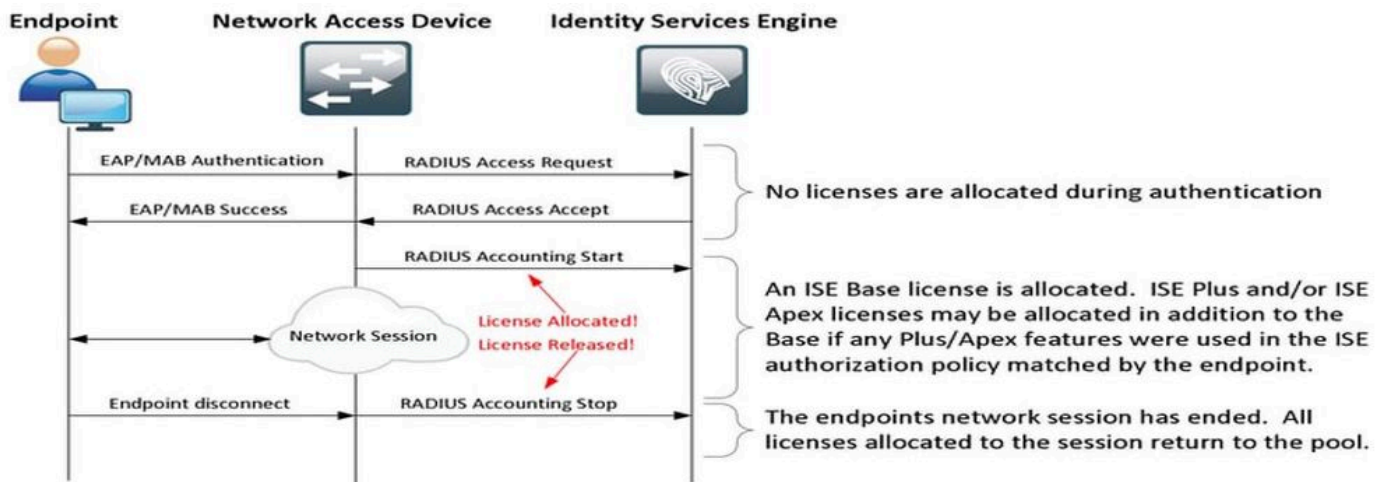 Endpoint
Network Access Device
Identity Services Engine
EAP/MAB Authentication
RADIUS Access Request
No licenses are allocated during authentication
EAP/MAB Success
RADIUS Access Accept
RADIUS Accounting Start
An ISE Base license is allocated. ISE Plus and/or ISE
Apex licenses may be allocated in addition to the
Base if any Plus/Apex features were used in the ISE
authorization policy matched by the endpoint.
License Allocated!
License Released!
Network Session
Endpoint disconnect
RADIUS Accounting Stop
The endpoints network session has ended. All
licenses allocated to the session return to the pool.